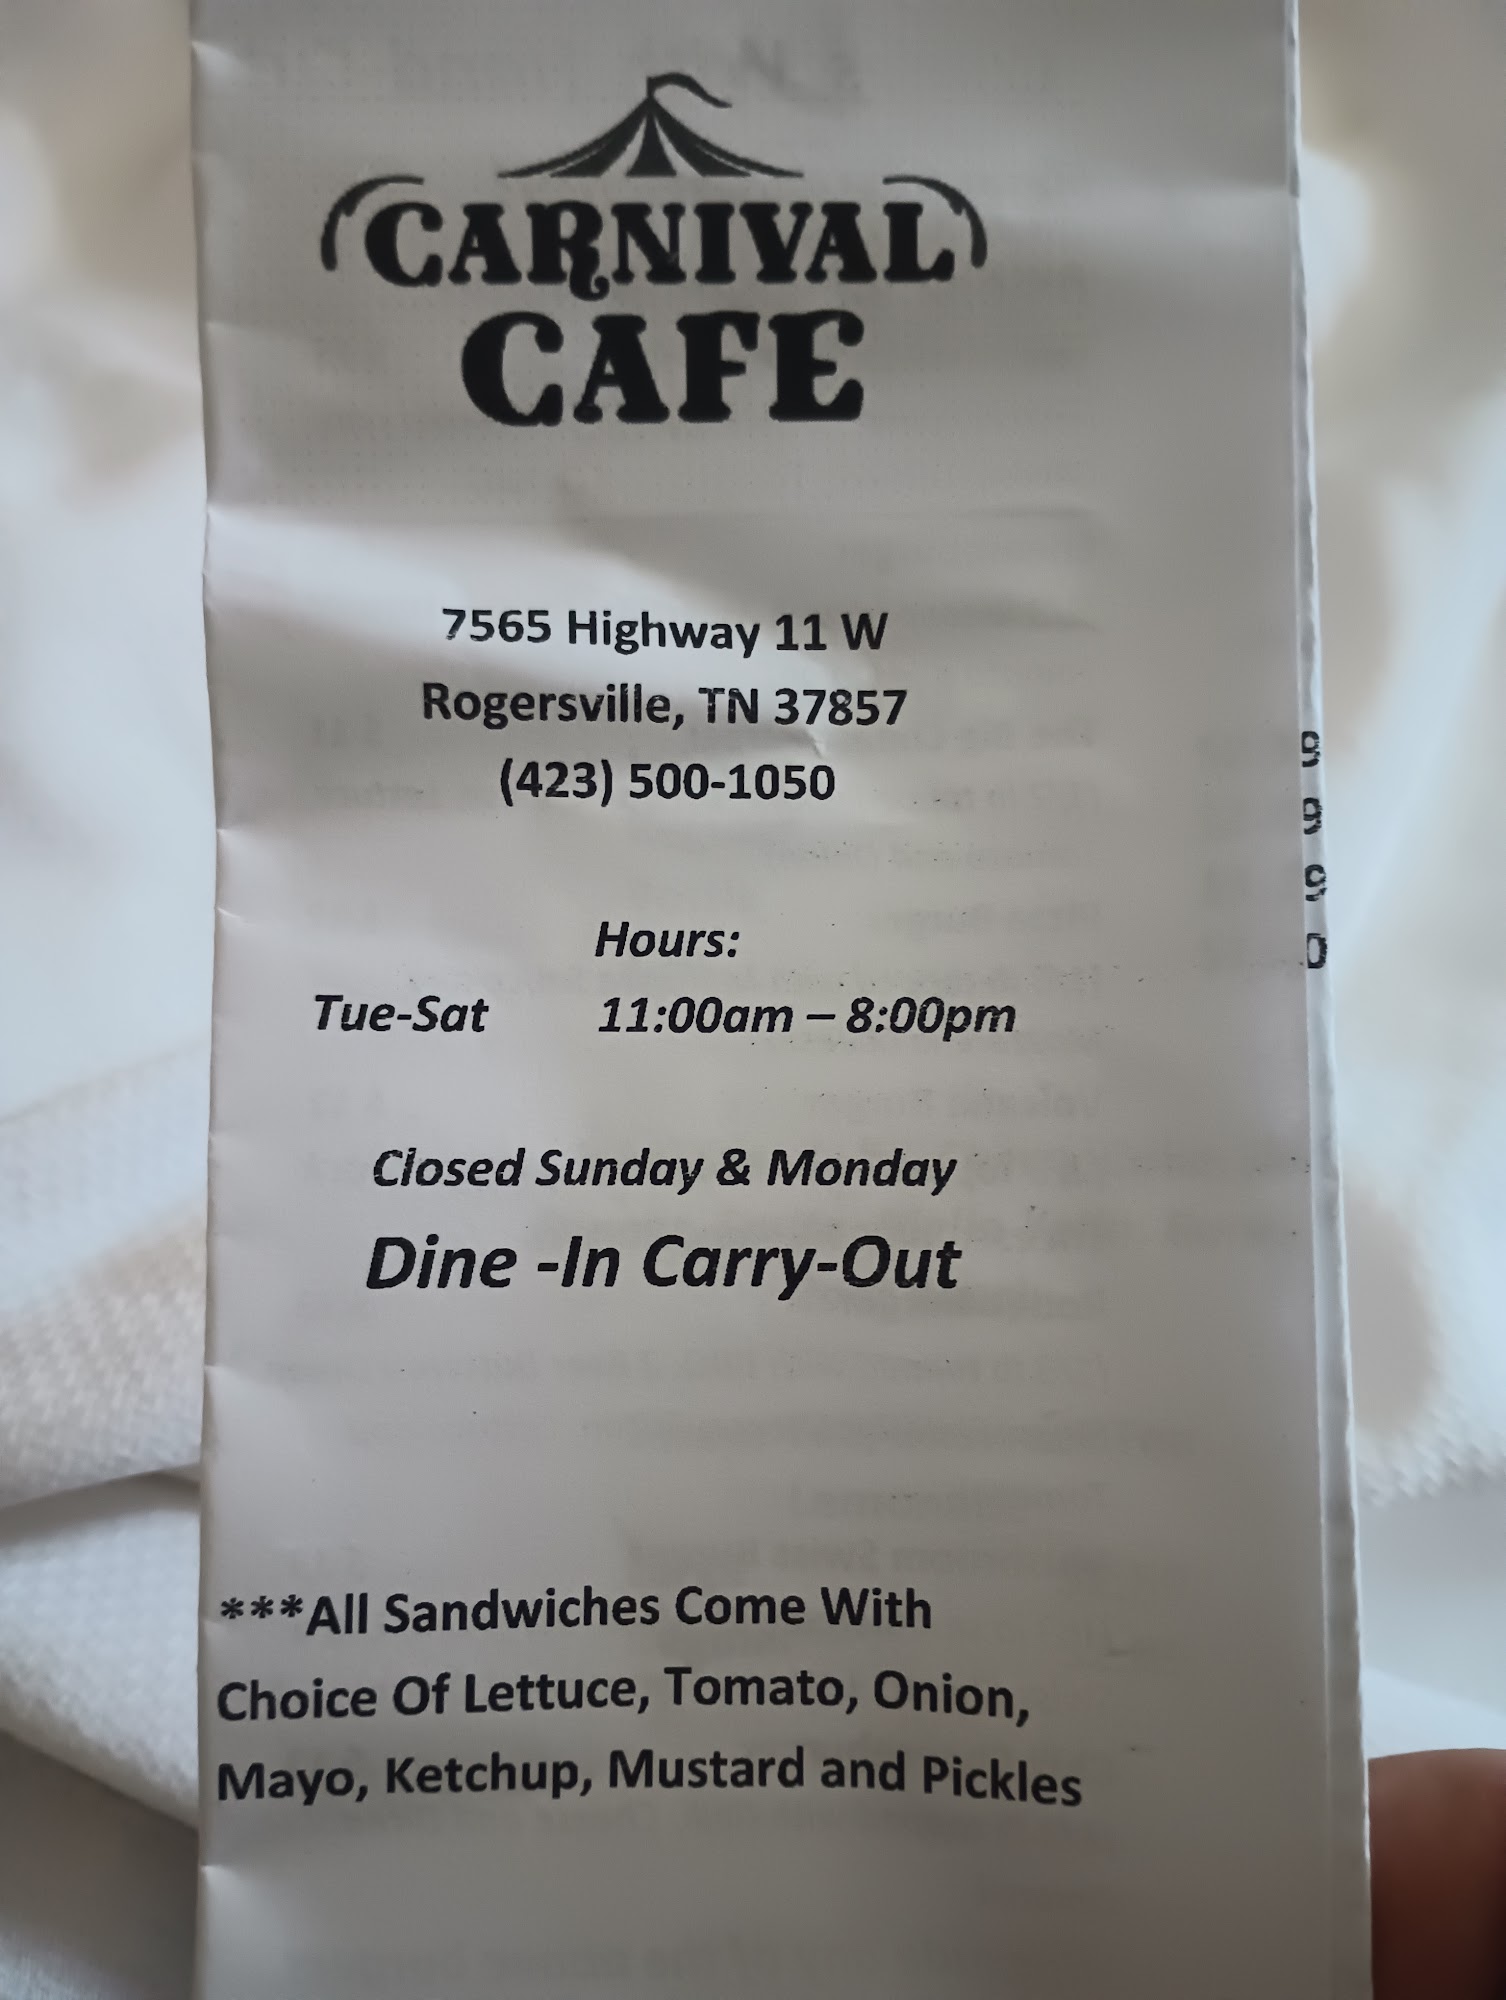 CARNIVAL
CAFE
7565 Highway 11 W
Rogersville, TN 37857
(423) 500-1050
Hours:
Tue-Sat 11:00am – 8:00pm
Closed Sunday & Monday
Dine -In Carry-Out
***All Sandwiches Come With
Choice Of Lettuce, Tomato, Onion,
Mayo, Ketchup, Mustard and Pickles